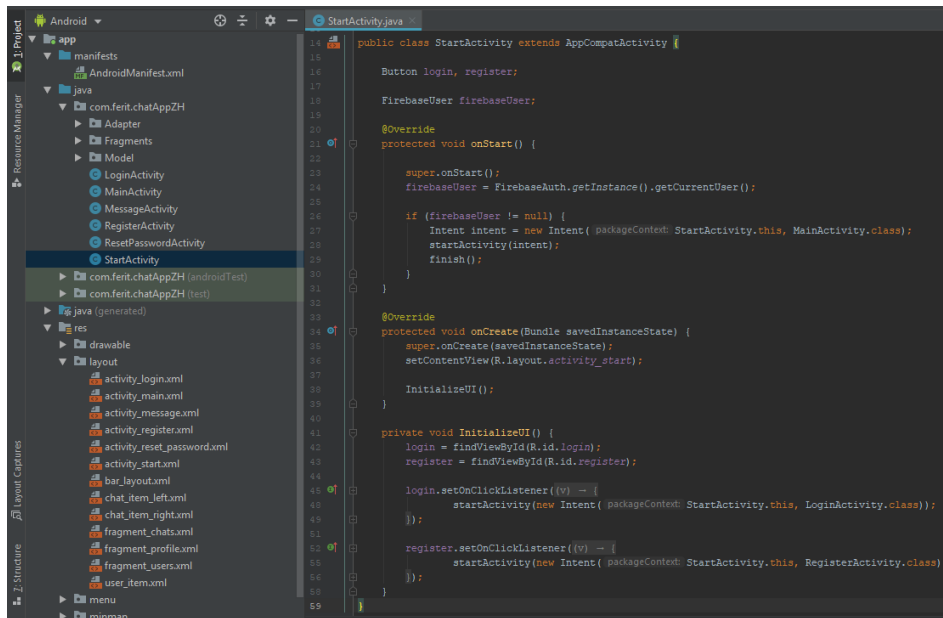 Android
StartActivity.java
1: Project
Resource Manager
Layout Captures
7: Structure
app
manifests
AndroidManifest.xml
java
com.ferit.chatAppZH
Adapter
Fragments
Model
LoginActivity
MainActivity
MessageActivity
RegisterActivity
ResetPasswordActivity
StartActivity
com.ferit.chatAppZH (androidTest)
com.ferit.chatAppZH (test)
java (generated)
res
drawable
layout
activity_login.xml
activity_main.xml
activity_message.xml
activity_register.xml
activity_reset_password.xml
activity_start.xml
bar_layout.xml
chat_item_left.xml
chat_item_right.xml
fragment_chats.xml
fragment_profile.xml
fragment_users.xml
user_item.xml
menu
14 public class StartActivity extends AppCompatActivity {
15
16 Button login, register;
17
18 FirebaseUser firebaseUser;
19
20 @Override
21 protected void onStart() {
22
23 super.onStart();
24 firebaseUser = FirebaseAuth.getInstance().getCurrentUser();
25
26 if (firebaseUser != null) {
27 Intent intent = new Intent( packageContext: StartActivity.this, MainActivity.class);
28 startActivity(intent);
29 finish();
30 }
31 }
32
33 @Override
34 protected void onCreate(Bundle savedInstanceState) {
35 super.onCreate(savedInstanceState);
36 setContentView(R.layout.activity_start);
37
38 InitializeUI();
39 }
40
41 private void InitializeUI() {
42 login = findViewById(R.id.login);
43 register = findViewById(R.id.register);
44
45 login.setOnClickListener((v) → {
48 startActivity(new Intent( packageContext: StartActivity.this, LoginActivity.class));
49 });
51
52 register.setOnClickListener((v) → {
55 startActivity(new Intent( packageContext: StartActivity.this, RegisterActivity.class)
56 });
58 }
59 }